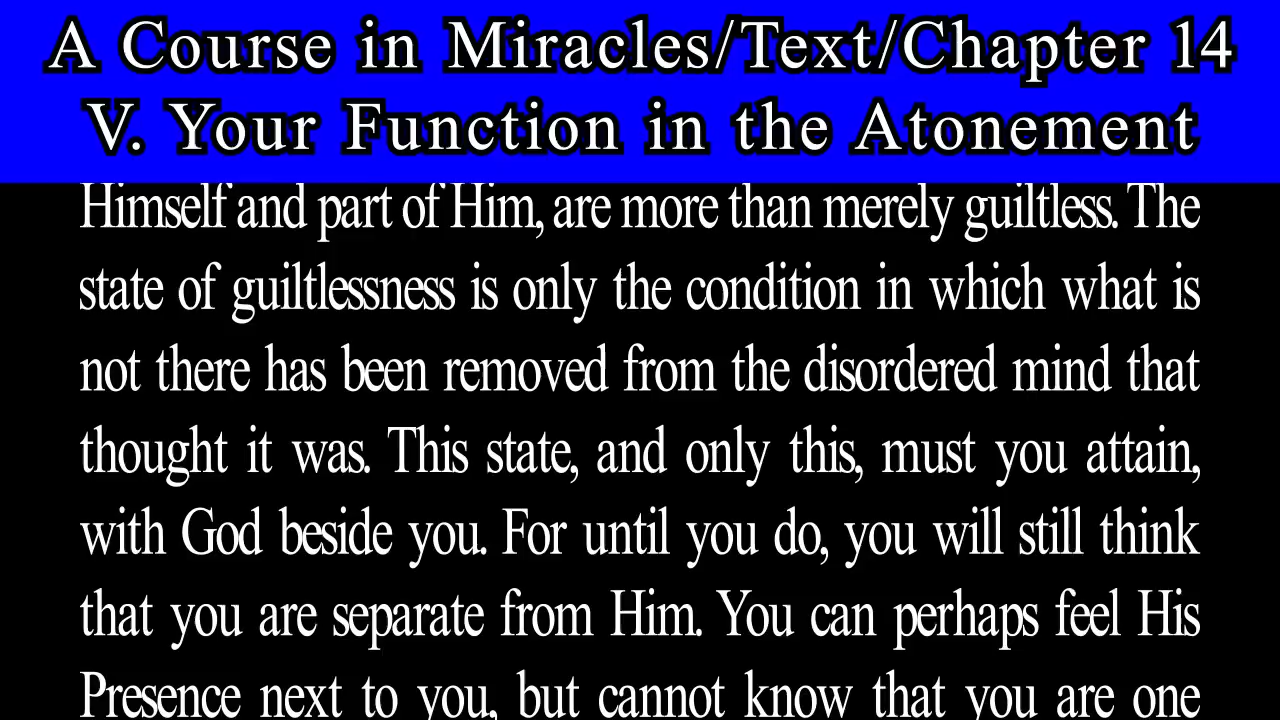 A Course in Miracles/Text/Chapter 14
V. Your Function in the Atonement
Himself and part of Him, are more than merely guiltless. The
state of guiltlessness is only the condition in which what is
not there has been removed from the disordered mind that
thought it was. This state, and only this, must you attain,
with God beside you. For until you do, you will still think
that you are separate from Him. You can perhaps feel His
Presence next to you, but cannot know that you are one